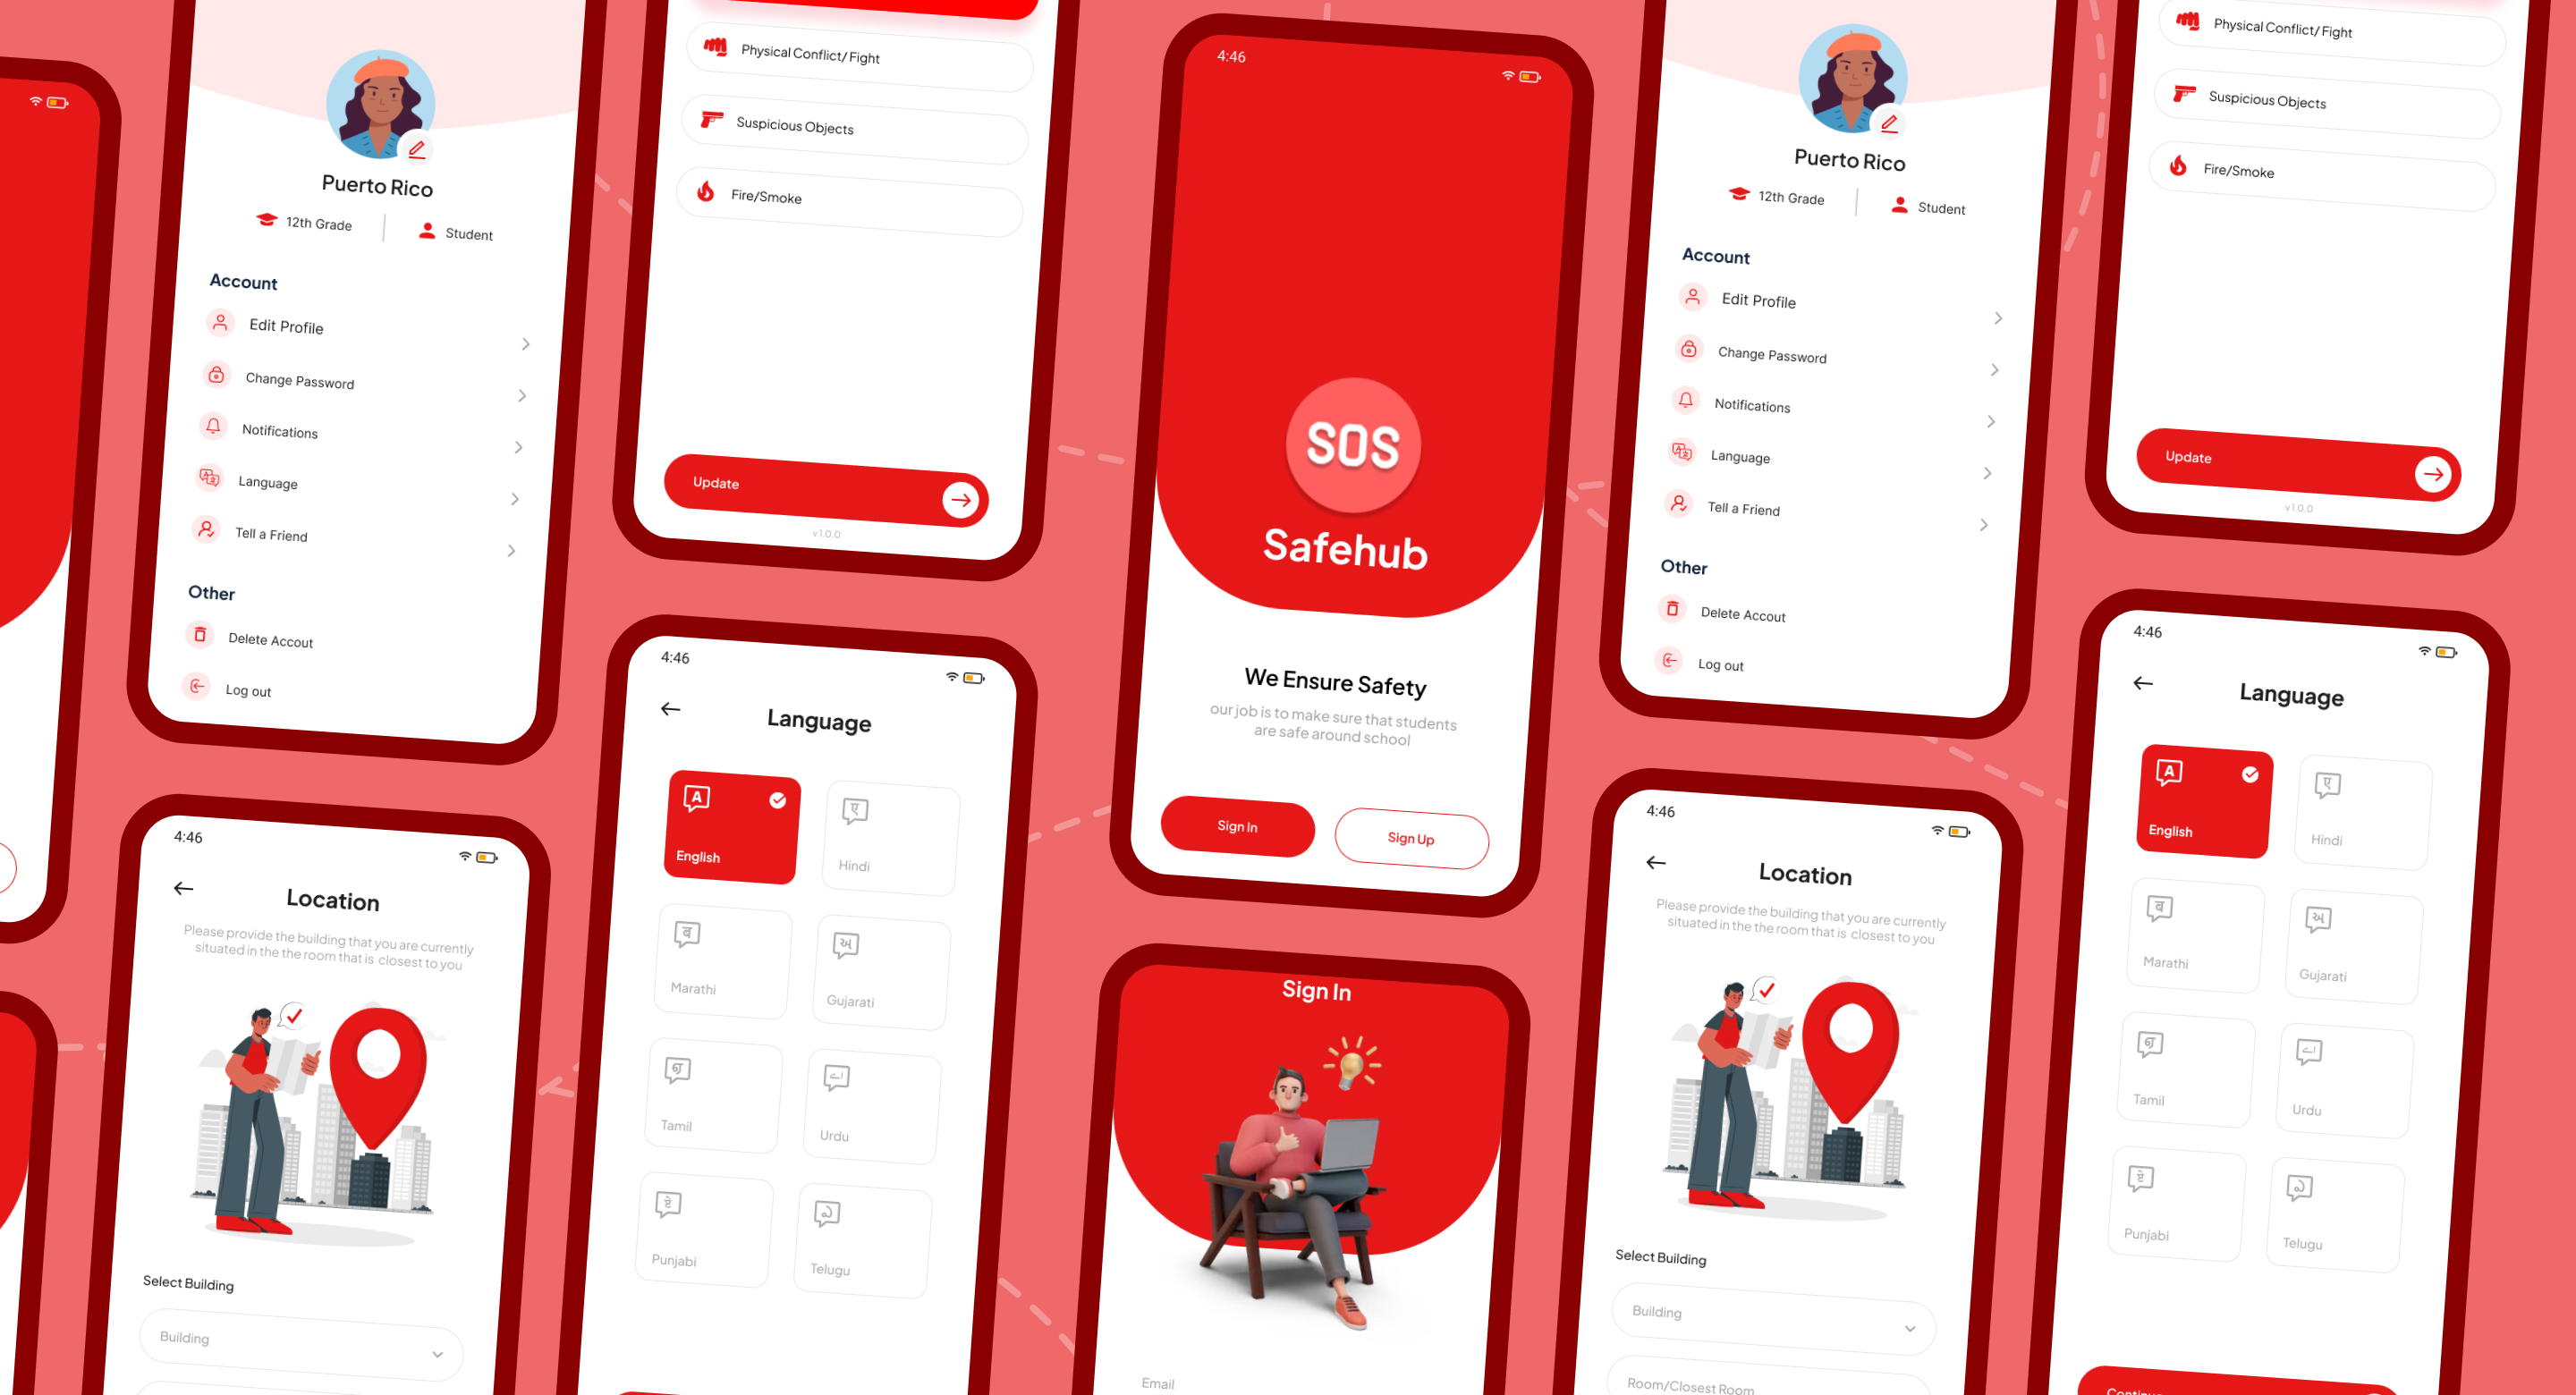 Puerto Rico
12th Grade
Student
Account
Edit Profile
Change Password
Notifications
Language
Tell a Friend
Other
Delete Accout
Log out
4:46
Location
Please provide the building that you are currently
situated in the the room that is closest to you
Select Building
Building
Physical Conflict/ Fight
Suspicious Objects
Fire/Smoke
Update
v1.0.0
4:46
Language
A
English
ए
Hindi
ब
Marathi
અ
Gujarati
ஏ
Tamil
اے
Urdu
ਏ
Punjabi
Telugu
4:46
SOS
Safehub
We Ensure Safety
our job is to make sure that students
are safe around school
Sign In
Sign Up
Sign In
Email
Puerto Rico
12th Grade
Student
Account
Edit Profile
Change Password
Notifications
Language
Tell a Friend
Other
Delete Accout
Log out
4:46
Location
Please provide the building that you are currently
situated in the the room that is closest to you
Select Building
Building
Room/Closest Room
Physical Conflict/ Fight
Suspicious Objects
Fire/Smoke
Update
v1.0.0
4:46
Language
A
English
ए
Hindi
ब
Marathi
અ
Gujarati
ஏ
Tamil
اے
Urdu
ਏ
Punjabi
Telugu